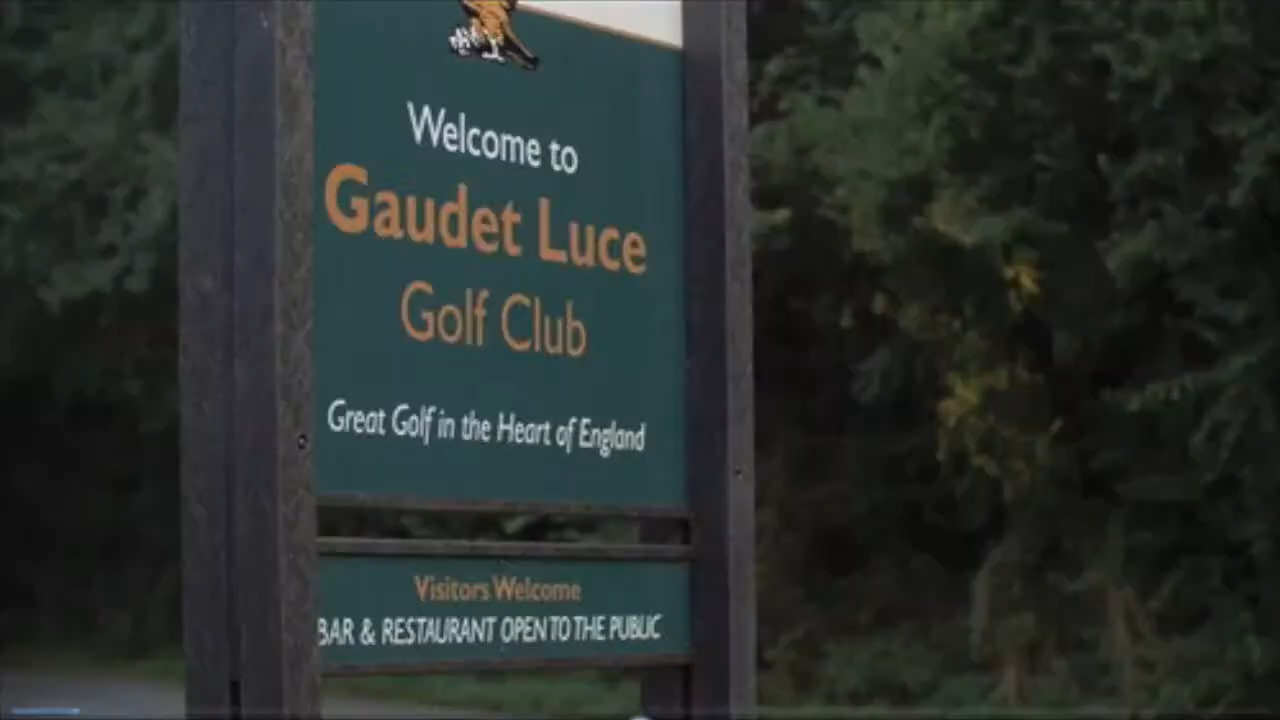 Welcome to
Gaudet Luce
Golf Club
Great Golf in the Heart of England
Visitors Welcome
BAR & RESTAURANT OPEN TO THE PUBLIC